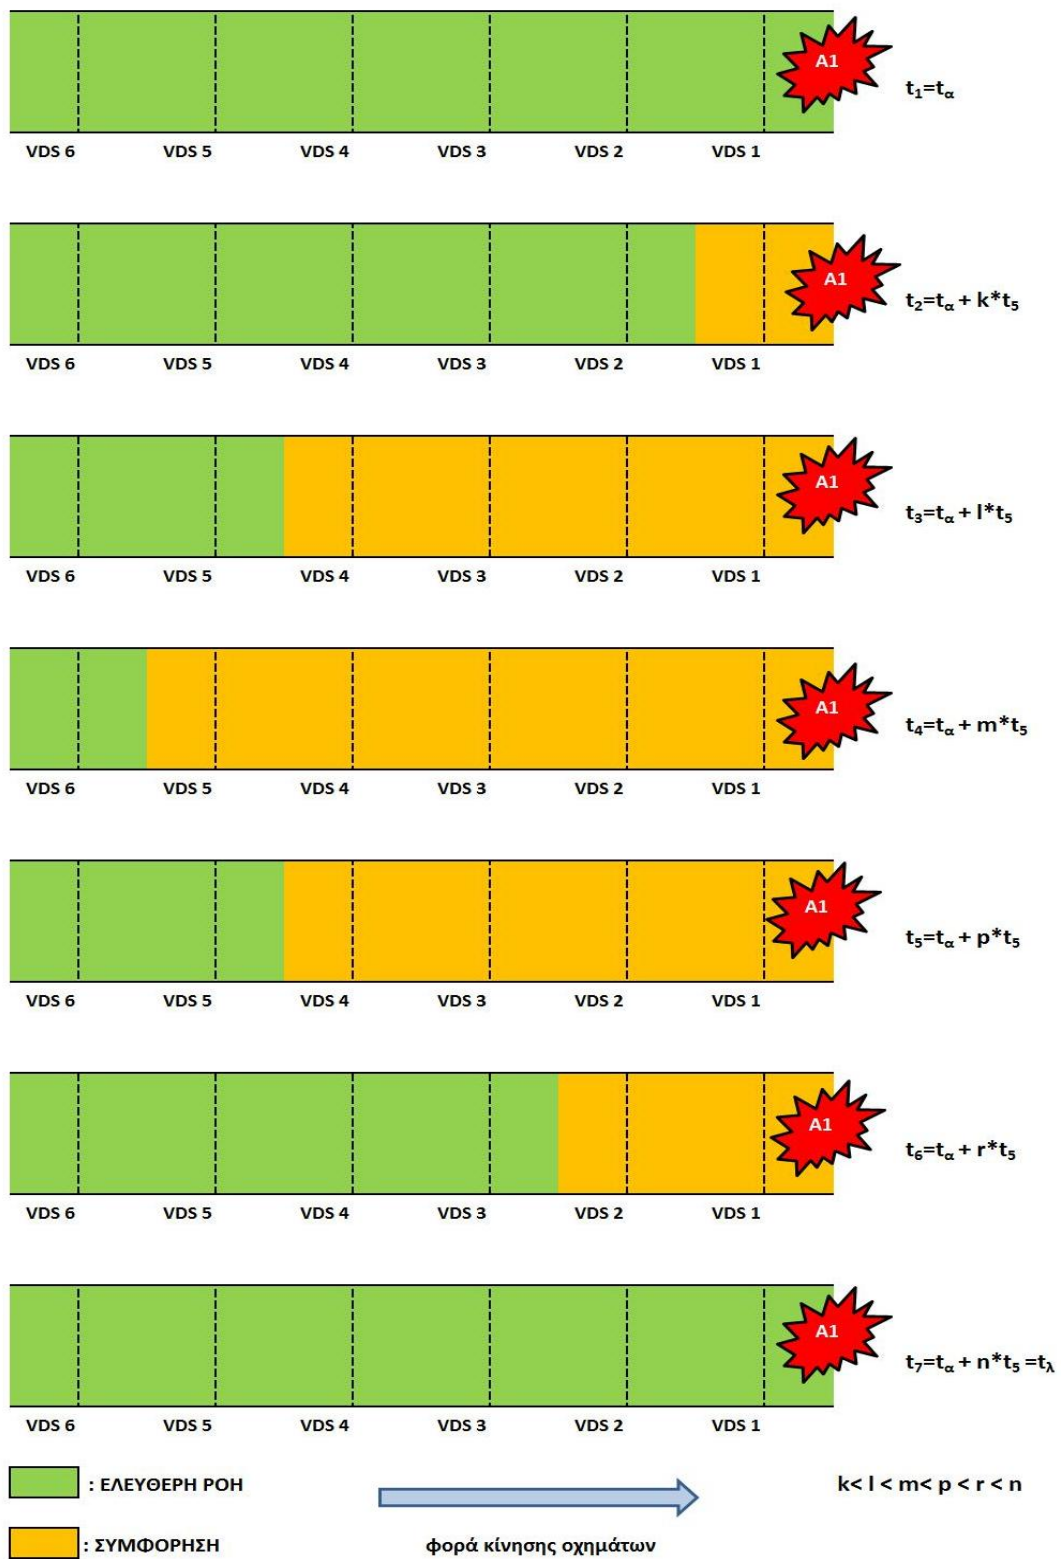 A1
t₁=tα
VDS 6 VDS 5 VDS 4 VDS 3 VDS 2 VDS 1
A1
t₂=tα + k*t₅
VDS 6 VDS 5 VDS 4 VDS 3 VDS 2 VDS 1
A1
t₃=tα + l*t₅
VDS 6 VDS 5 VDS 4 VDS 3 VDS 2 VDS 1
A1
t₄=tα + m*t₅
VDS 6 VDS 5 VDS 4 VDS 3 VDS 2 VDS 1
A1
t₅=tα + p*t₅
VDS 6 VDS 5 VDS 4 VDS 3 VDS 2 VDS 1
A1
t₆=tα + r*t₅
VDS 6 VDS 5 VDS 4 VDS 3 VDS 2 VDS 1
A1
t₇=tα + n*t₅ =tλ
VDS 6 VDS 5 VDS 4 VDS 3 VDS 2 VDS 1
: ΕΛΕΥΘΕΡΗ ΡΟΗ
k< l < m< p < r < n
: ΣΥΜΦΟΡΗΣΗ
φορά κίνησης οχημάτων